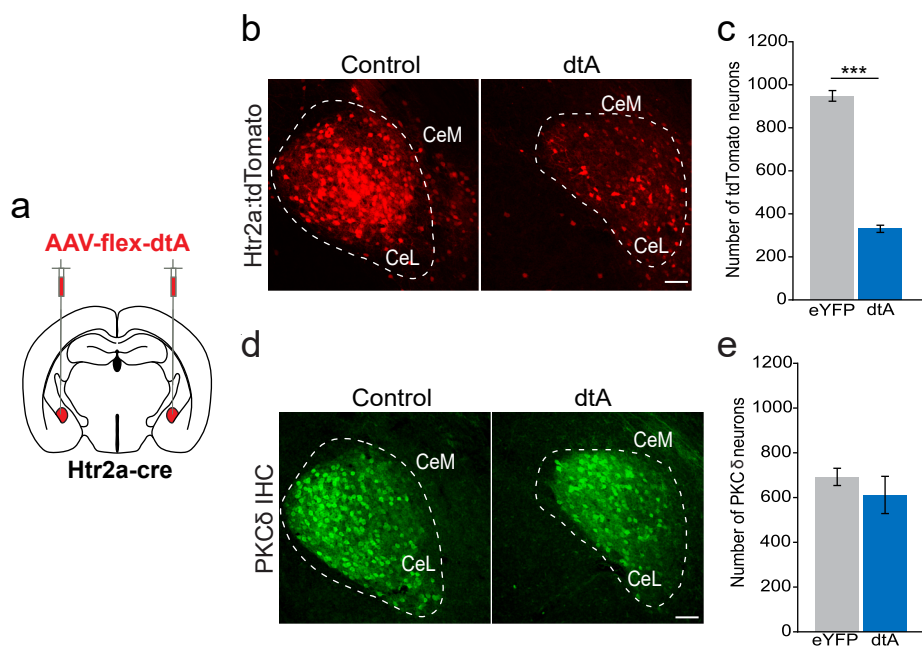 a
AAV-flex-dtA
Htr2a-cre
b
Control
dtA
Htr2a:tdTomato
CeM
CeL
CeM
CeL
c
Number of tdTomato neurons
1200
1000
800
600
400
200
0
***
eYFP
dtA
d
Control
dtA
PKCδ IHC
CeM
CeL
CeM
CeL
e
Number of PKC δ neurons
1200
1000
800
600
400
200
0
eYFP
dtA